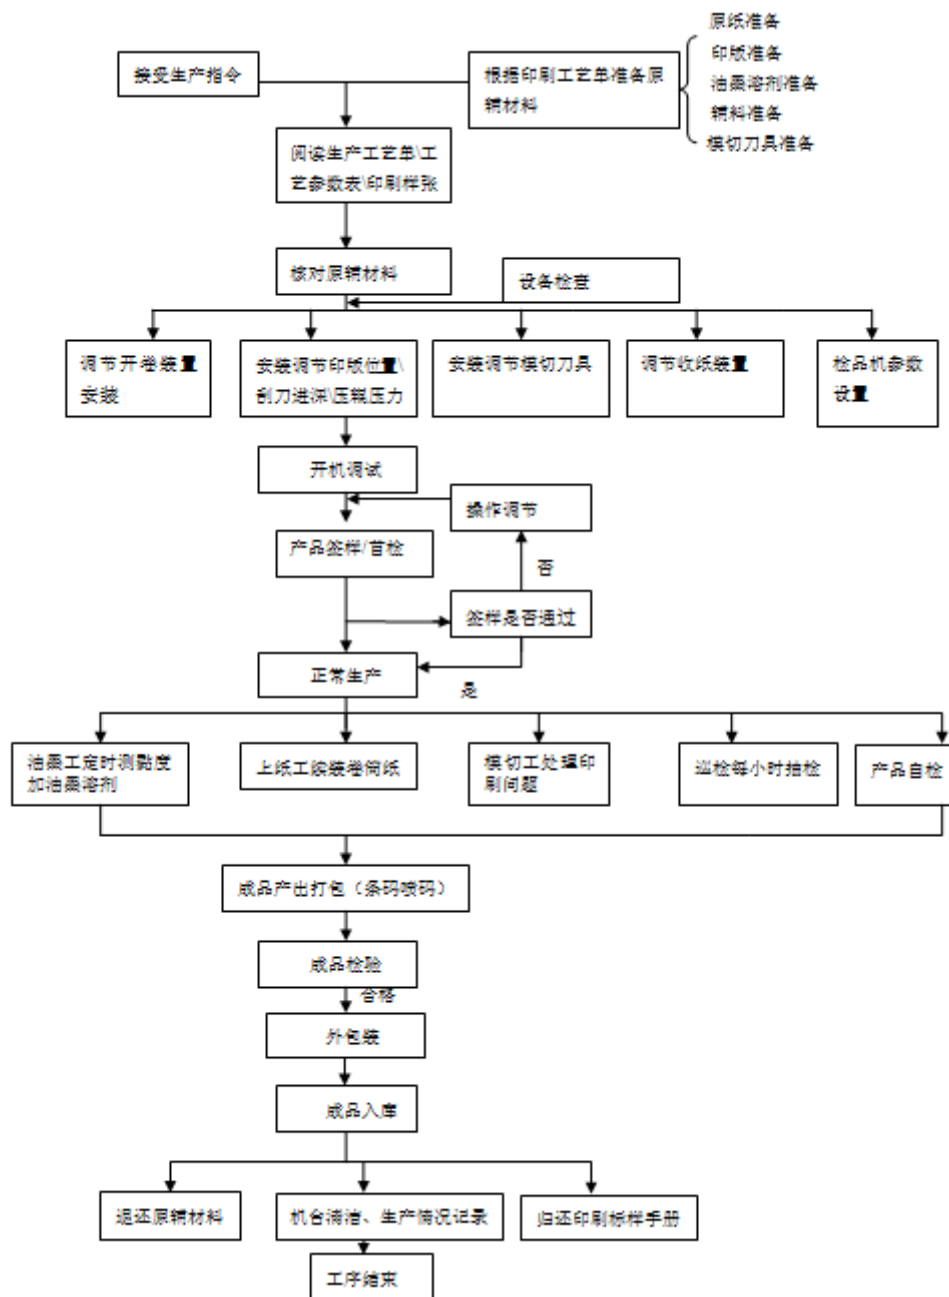 原纸准备
印版准备
油墨溶剂准备
辅料准备
模切刀具准备
接受生产指令
根据印刷工艺单准备原
辅材料
阅读生产工艺单\工
艺参数表\印刷样张
核对原辅材料
设备检查
调节开卷装置
安装
安装调节印版位置\
刮刀进深\压辊压力
安装调节模切刀具
调节收纸装置
检品机参数
设置
开机调试
操作调节
产品签样/首检
否
签样是否通过
正常生产
是
油墨工定时测黏度
加油墨溶剂
上纸工续装卷筒纸
模切工处理印
刷问题
巡检每小时抽检
产品自检
成品产出打包（条码喷码）
成品检验
合格
外包装
成品入库
退还原辅材料
机台清洁、生产情况记录
归还印刷标样手册
工序结束